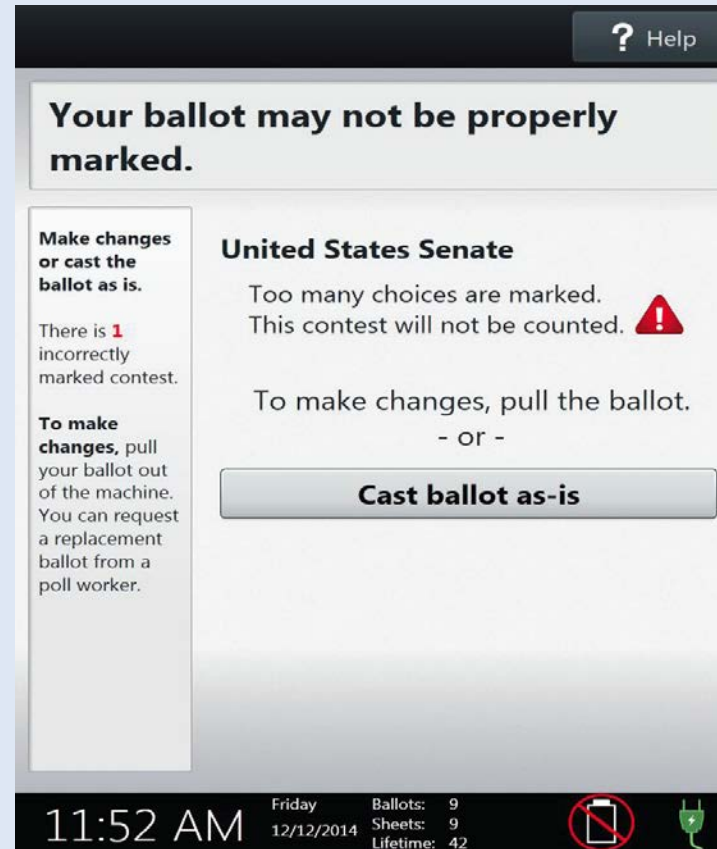 ? Help
Your ballot may not be properly
marked.
Make changes
or cast the
ballot as is.
There is 1
incorrectly
marked contest.
To make
changes, pull
your ballot out
of the machine.
You can request
a replacement
ballot from a
poll worker.
United States Senate
Too many choices are marked.
This contest will not be counted.
To make changes, pull the ballot.
- or -
Cast ballot as-is
11:52 AM
Friday
12/12/2014
Ballots: 9
Sheets: 9
Lifetime: 42